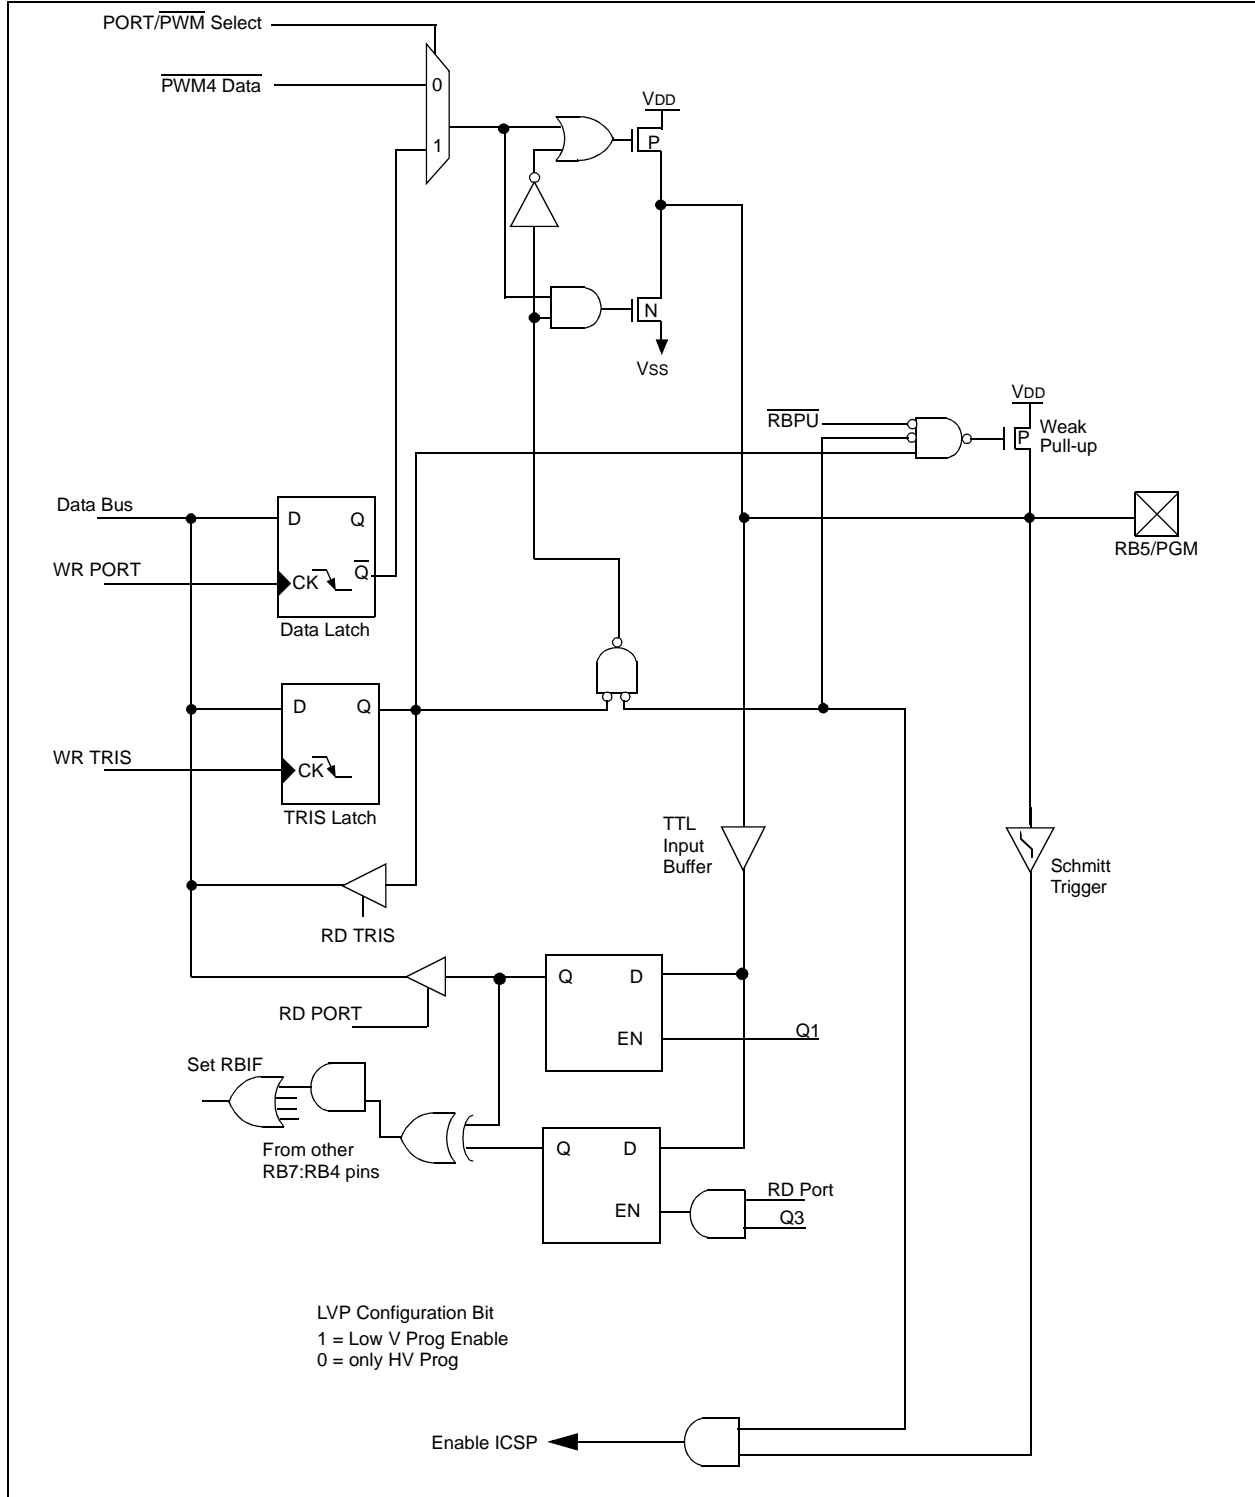 PORT/PWM Select
PWM4 Data
0
1
VDD
P
N
VSS
RBPU
VDD
P
Weak
Pull-up
Data Bus
D
Q
WR PORT
CK
Q
Data Latch
RB5/PGM
D
Q
WR TRIS
CK
TRIS Latch
TTL
Input
Buffer
Schmitt
Trigger
RD TRIS
Q
D
RD PORT
EN
Q1
Set RBIF
From other
RB7:RB4 pins
Q
D
RD Port
EN
Q3
LVP Configuration Bit
1 = Low V Prog Enable
0 = only HV Prog
Enable ICSP